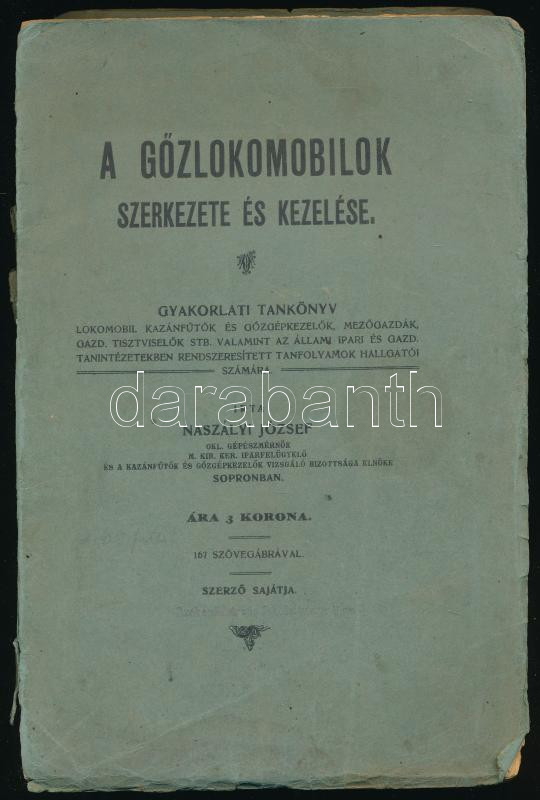 A GŐZLOKOMOBILOK
SZERKEZETE ÉS KEZELÉSE.
GYAKORLATI TANKÖNYV
LOKOMOBIL KAZÁNFŰTŐK ÉS GŐZGÉPKEZELŐK, MEZŐGAZDÁK,
GAZD. TISZTVISELŐK STB. VALAMINT AZ ÁLLAMI IPARI ÉS GAZD.
TANINTÉZETEKBEN RENDSZERESÍTETT TANFOLYAMOK HALLGATÓI
SZÁMÁRA
darabanth
IRTA
NASZÁLYI JÓZSEF
OKL. GÉPÉSZMÉRNÖK
M. KIR. KER. IPARFELÜGYELŐ
ÉS A KAZÁNFŰTŐK ÉS GŐZGÉPKEZELŐK VIZSGÁLÓ BIZOTTSÁGA ELNÖKE
SOPRONBAN.
ÁRA 3 KORONA.
167 SZÖVEGÁBRÁVAL.
SZERZŐ SAJÁTJA.